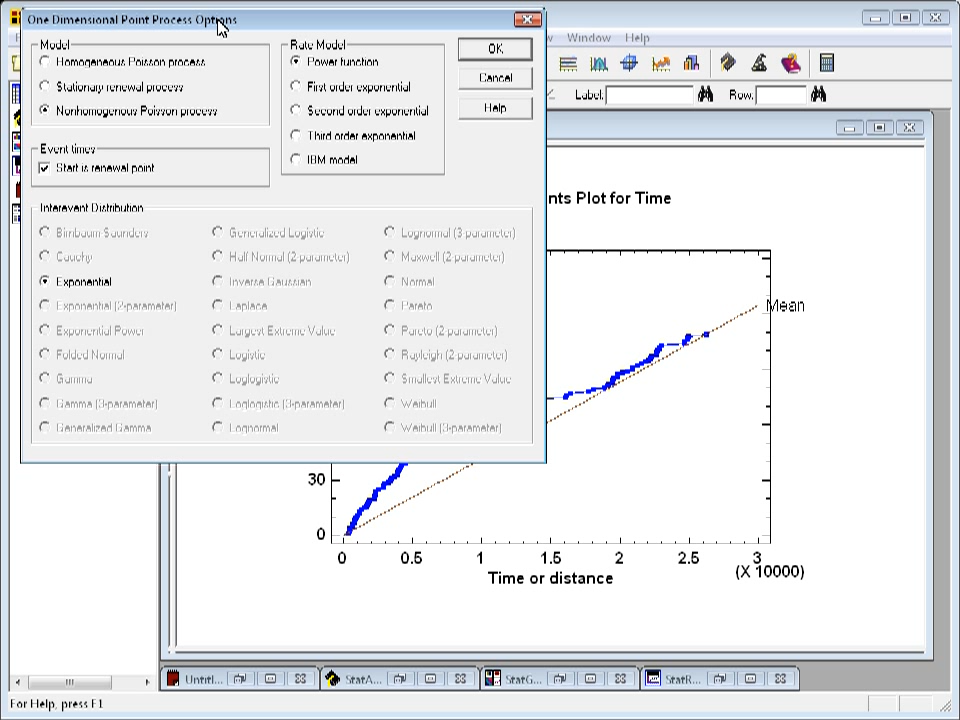 One Dimensional Point Process Options
Model
Homogeneous Poisson process
Stationary renewal process
Nonhomogenous Poisson process
Event times
Start is renewal point
Rate Model
Power function
First order exponential
Second order exponential
Third order exponential
IBM model
OK
Cancel
Help
Interevent Distribution
Birnbaum Saunders
Generalized Logistic
Lognormal (3-parameter)
Cauchy
Half Normal (2-parameter)
Maxwell (2-parameter)
Exponential
Inverse Gaussian
Normal
Exponential (2-parameter)
Laplace
Pareto
Exponential Power
Largest Extreme Value
Pareto (2-parameter)
Folded Normal
Logistic
Rayleigh (2-parameter)
Gamma
Loglogistic
Smallest Extreme Value
Gamma (3-parameter)
Loglogistic (3-parameter)
Weibull
Generalized Gamma
Lognormal
Weibull (3-parameter)
Window Help
Label: Row:
nts Plot for Time
Mean
30
0
0 0.5 1 1.5 2 2.5 3
(X 10000)
Time or distance
Untitl... StatA... StatG... StatR...
For Help, press F1